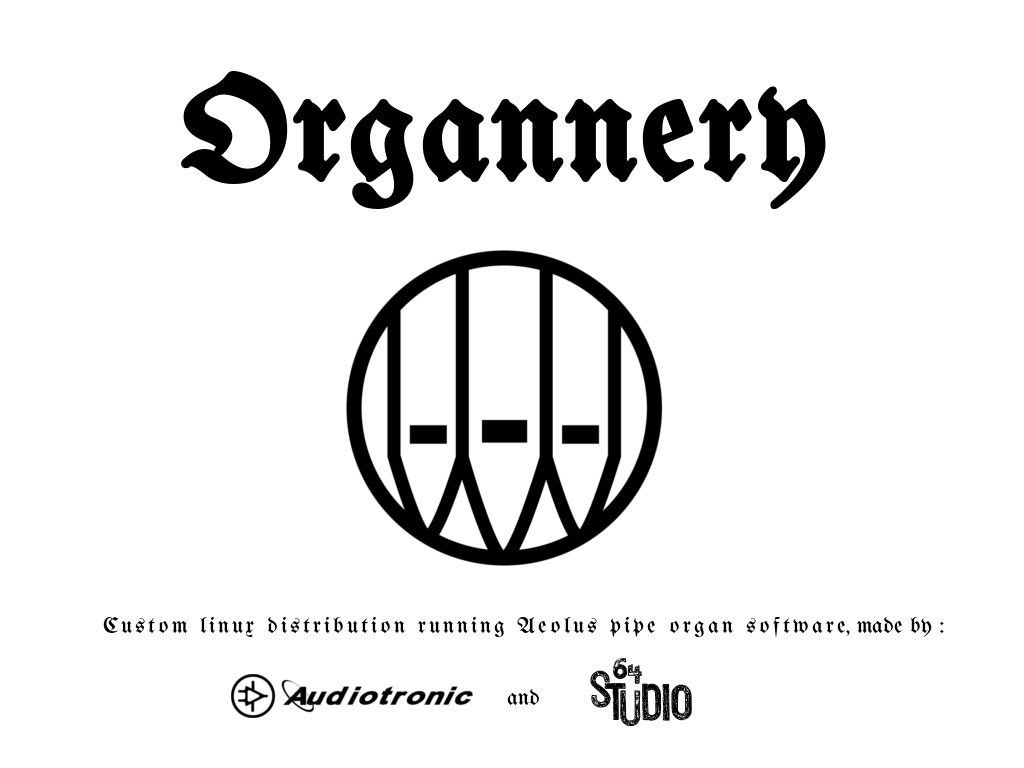 Organnery
Custom linux distribution running Aeolus pipe organ software, made by :
Audiotronic and 64 STUDIO